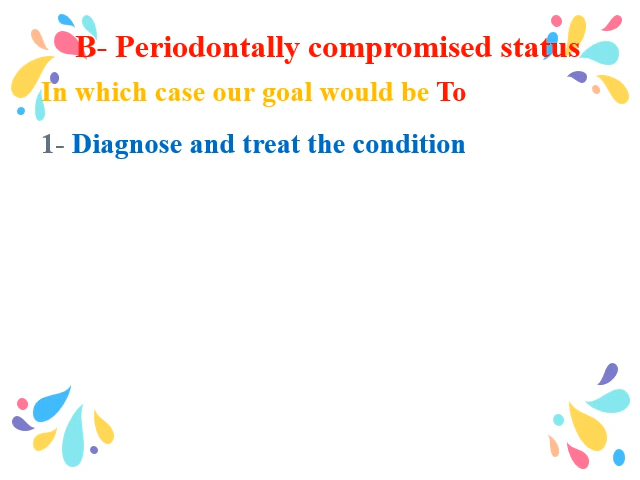 B- Periodontally compromised status
In which case our goal would be To
1- Diagnose and treat the condition